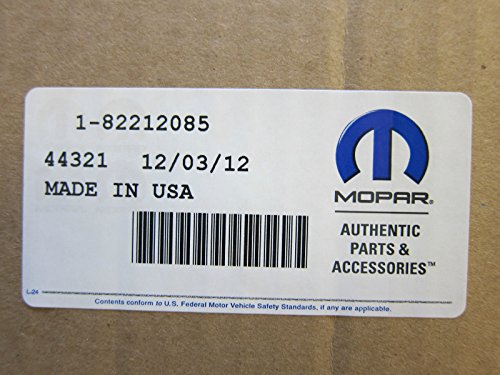 1-82212085
44321 12/03/12
MADE IN USA
MOPAR®
AUTHENTIC
PARTS &
ACCESSORIES™
L-24
Contents conform to U.S. Federal Motor Vehicle Safety Standards, if any are applicable.